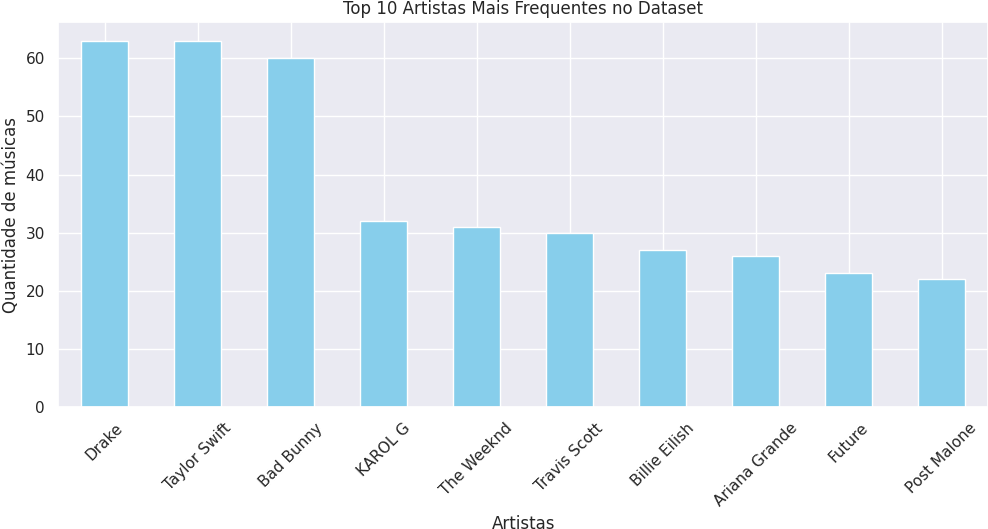 Top 10 Artistas Mais Frequentes no Dataset
Quantidade de músicas
60
50
40
30
20
10
0
Drake
Taylor Swift
Bad Bunny
KAROL G
The Weeknd
Travis Scott
Billie Eilish
Ariana Grande
Future
Post Malone
Artistas